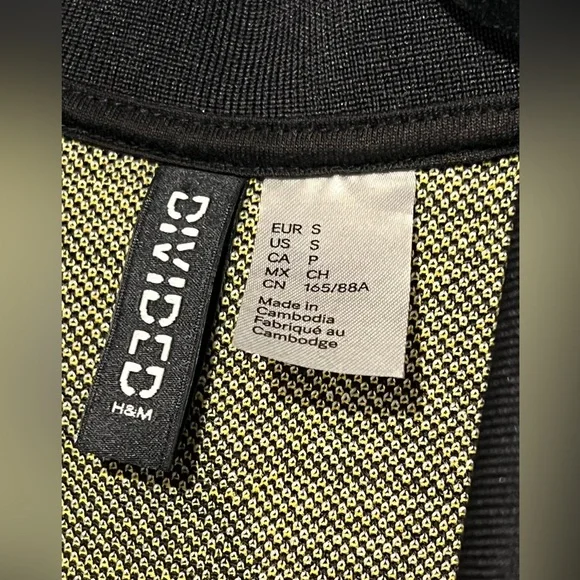 DIVIDED
H&M
EUR S
US S
CA P
MX CH
CN 165/88A
Made in
Cambodia
Fabriqué au
Cambodge